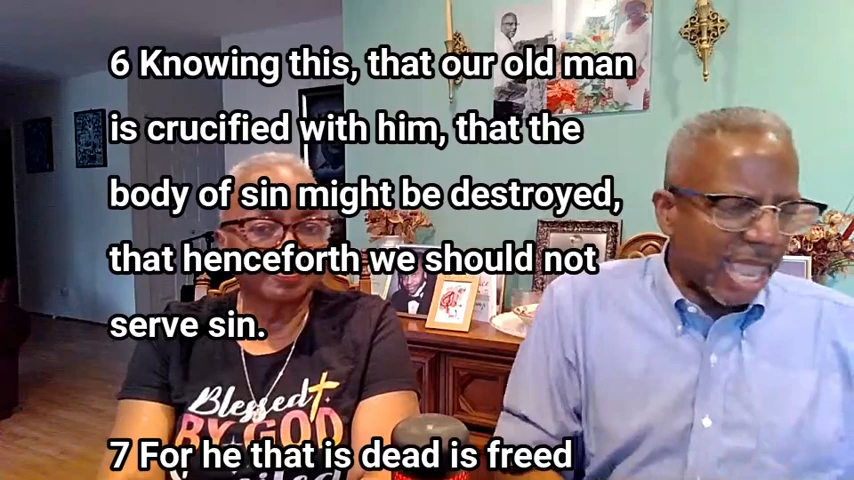 6 Knowing this, that our old man
is crucified with him, that the
body of sin might be destroyed,
that henceforth we should not
serve sin.
7 For he that is dead is freed
Blessed
BY GOD